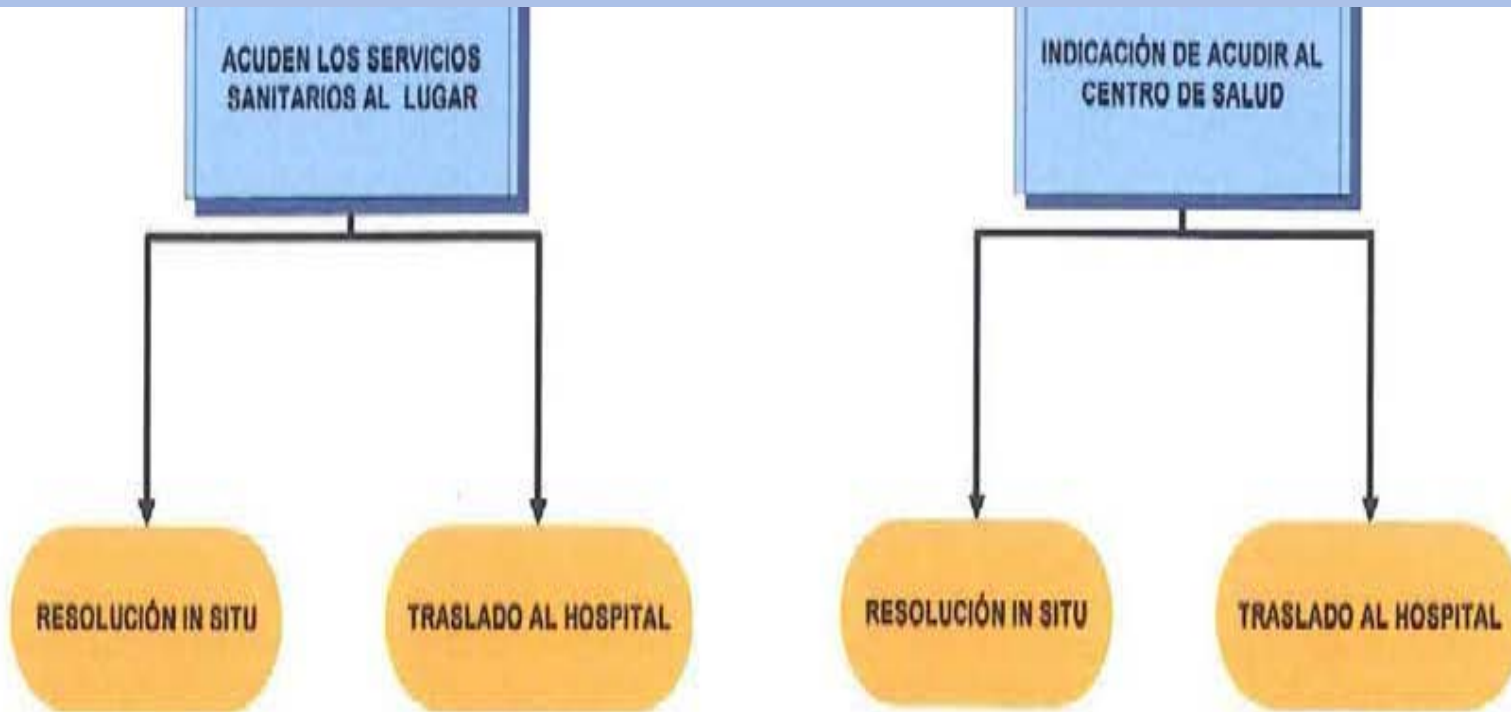 ACUDEN LOS SERVICIOS
SANITARIOS AL LUGAR
INDICACIÓN DE ACUDIR AL
CENTRO DE SALUD
RESOLUCIÓN IN SITU
TRASLADO AL HOSPITAL
RESOLUCIÓN IN SITU
TRASLADO AL HOSPITAL